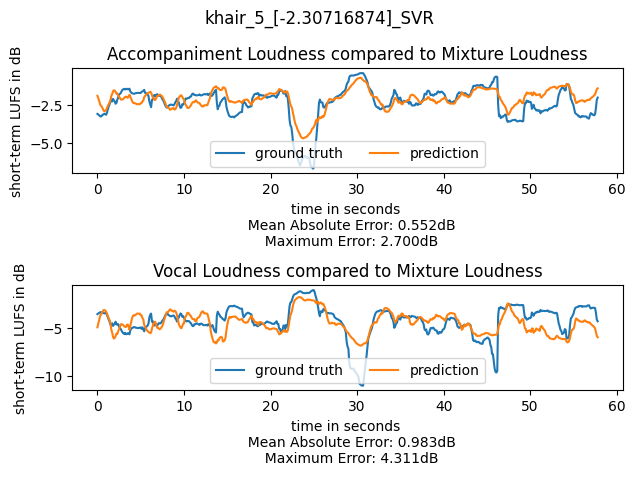 khair_5_[-2.30716874]_SVR
Accompaniment Loudness compared to Mixture Loudness
short-term LUFS in dB
−2.5
−5.0
ground truth prediction
0 10 20 30 40 50 60
time in seconds
Mean Absolute Error: 0.552dB
Maximum Error: 2.700dB
Vocal Loudness compared to Mixture Loudness
short-term LUFS in dB
−5
−10
ground truth prediction
0 10 20 30 40 50 60
time in seconds
Mean Absolute Error: 0.983dB
Maximum Error: 4.311dB